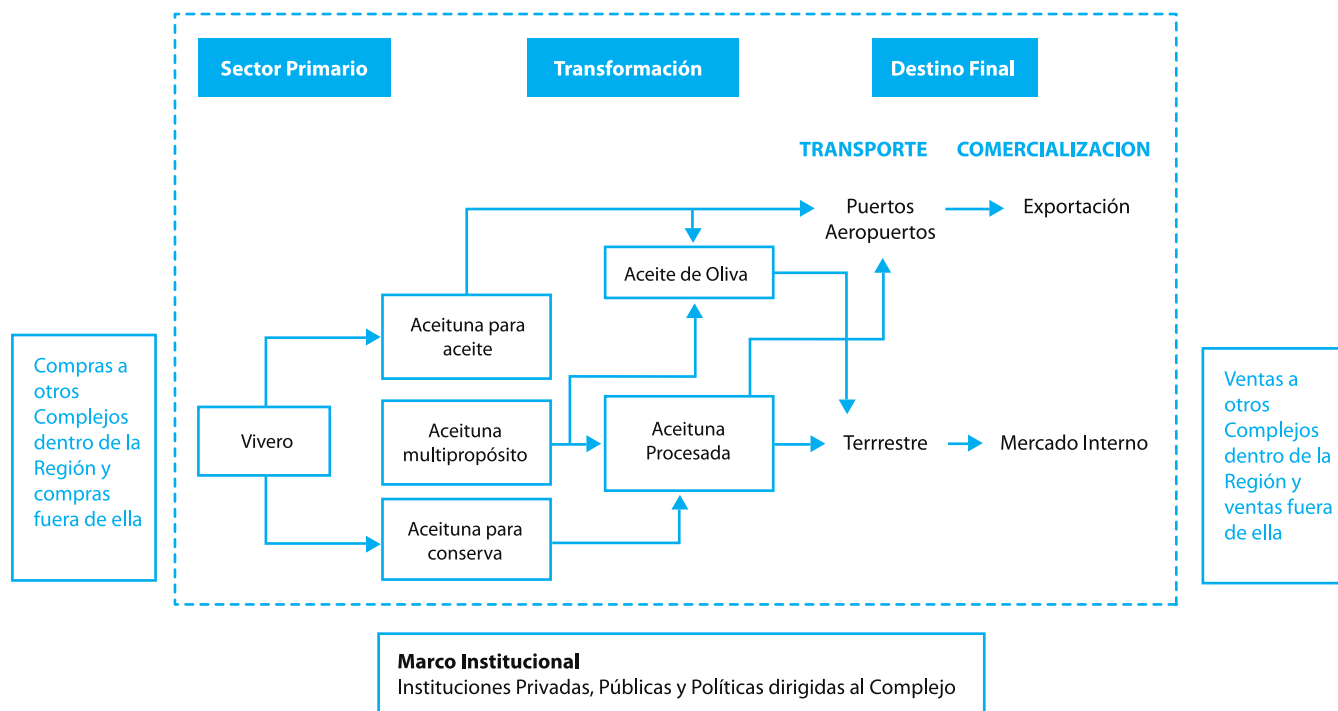 Sector Primario
Transformación
Destino Final
TRANSPORTE
COMERCIALIZACION
Puertos
Aeropuertos
Exportación
Aceite de Oliva
Aceituna para
aceite
Compras a
otros
Complejos
dentro de la
Región y
compras
fuera de ella
Vivero
Aceituna
multipropósito
Aceituna
Procesada
Terrrestre
Mercado Interno
Aceituna para
conserva
Ventas a
otros
Complejos
dentro de la
Región y
ventas fuera
de ella
Marco Institucional
Instituciones Privadas, Públicas y Políticas dirigidas al Complejo